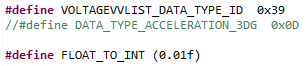 #define VOLTAGEVVLIST_DATA_TYPE_ID  0x39
//#define DATA_TYPE_ACCELERATION_3DG  0x0D
#define FLOAT_TO_INT (0.01f)